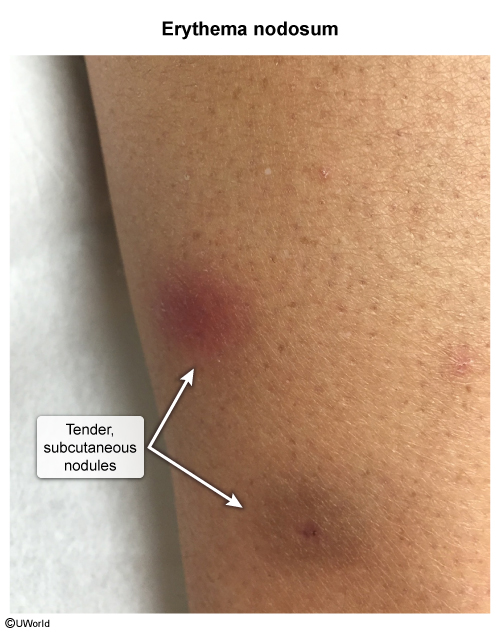 Erythema nodosum
Tender,
subcutaneous
nodules
©UWorld